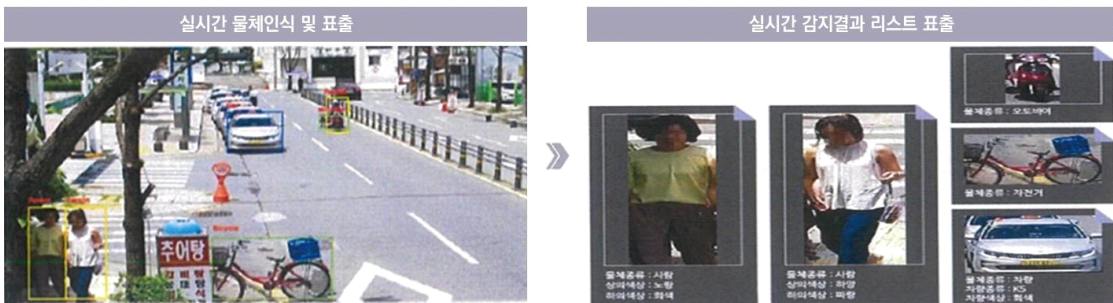 실시간 물체인식 및 표출
실시간 감지결과 리스트 표출
Person
Bicycle
추어탕
물체종류 : 사람
상의색상 : 노랑
하의색상 : 회색
물체종류 : 사람
상의색상 : 하양
하의색상 : 파랑
물체종류 : 오토바이
물체종류 : 자전거
물체종류 : 차량
차량종류 : K5
차량색상 : 회색